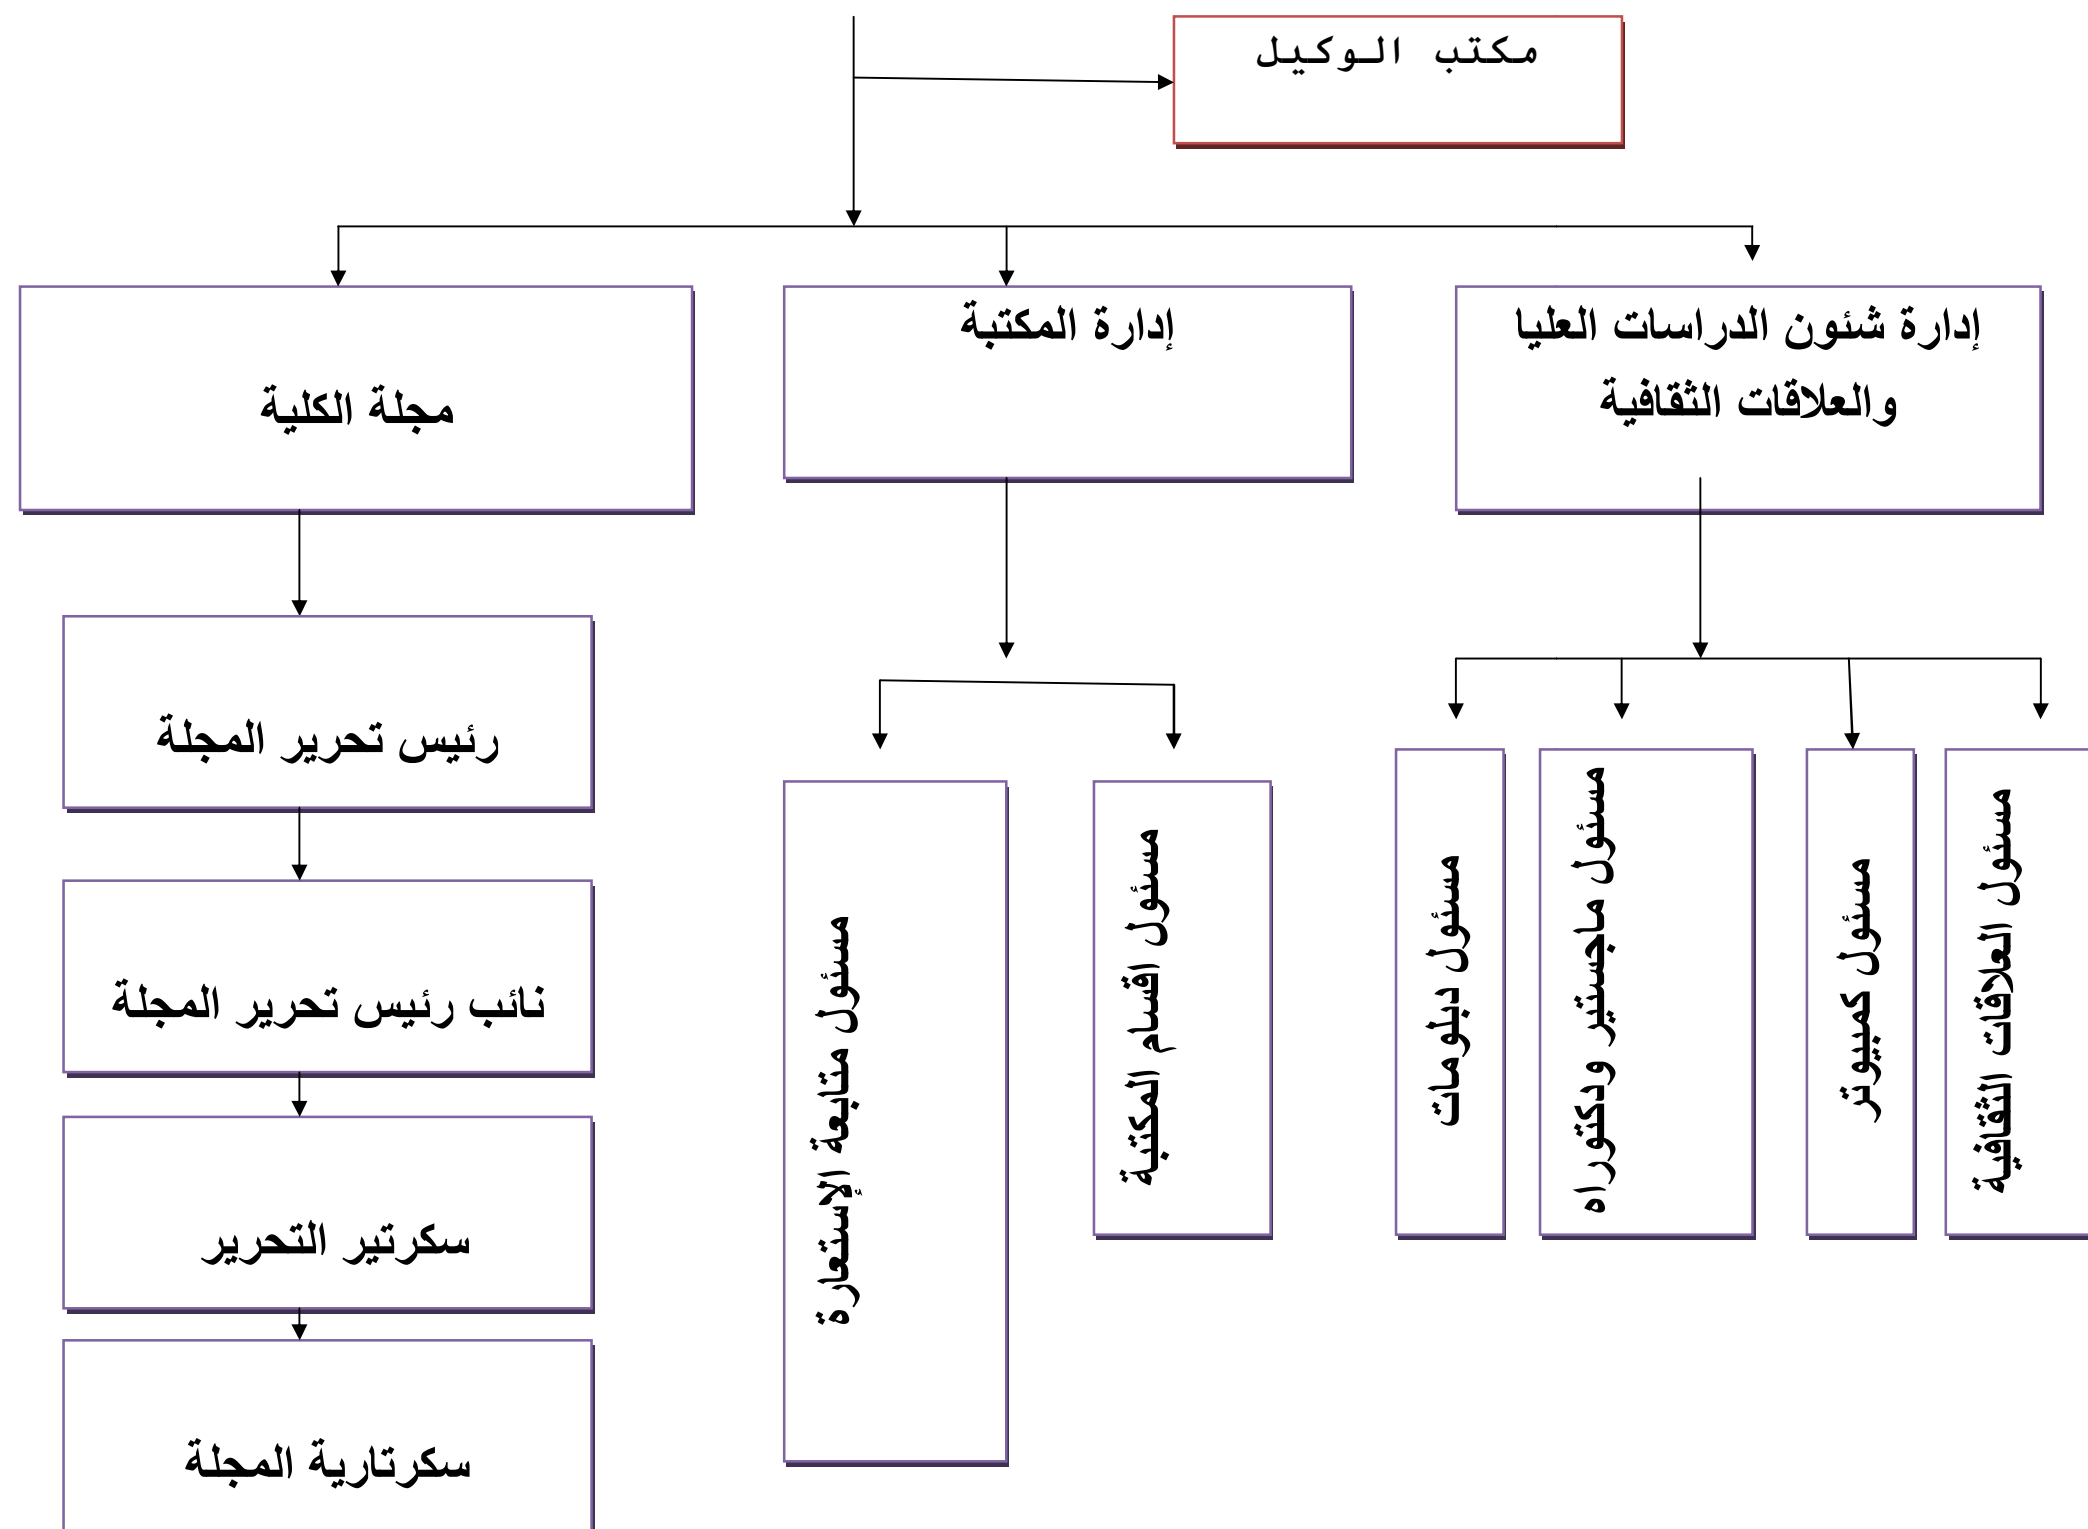 مكتب الوكيل
إدارة شئون الدراسات العليا
والعلاقات الثقافية
إدارة المكتبة
مجلة الكلية
رئيس تحرير المجلة
نائب رئيس تحرير المجلة
سكرتير التحرير
سكرتارية المجلة
مسئول متابعة الإستعارة
مسئول اقسام المكتبة
مسئول دبلومات
مسئول ماجستير ودكتوراه
مسئول كمبيوتر
مسئول العلاقات الثقافية